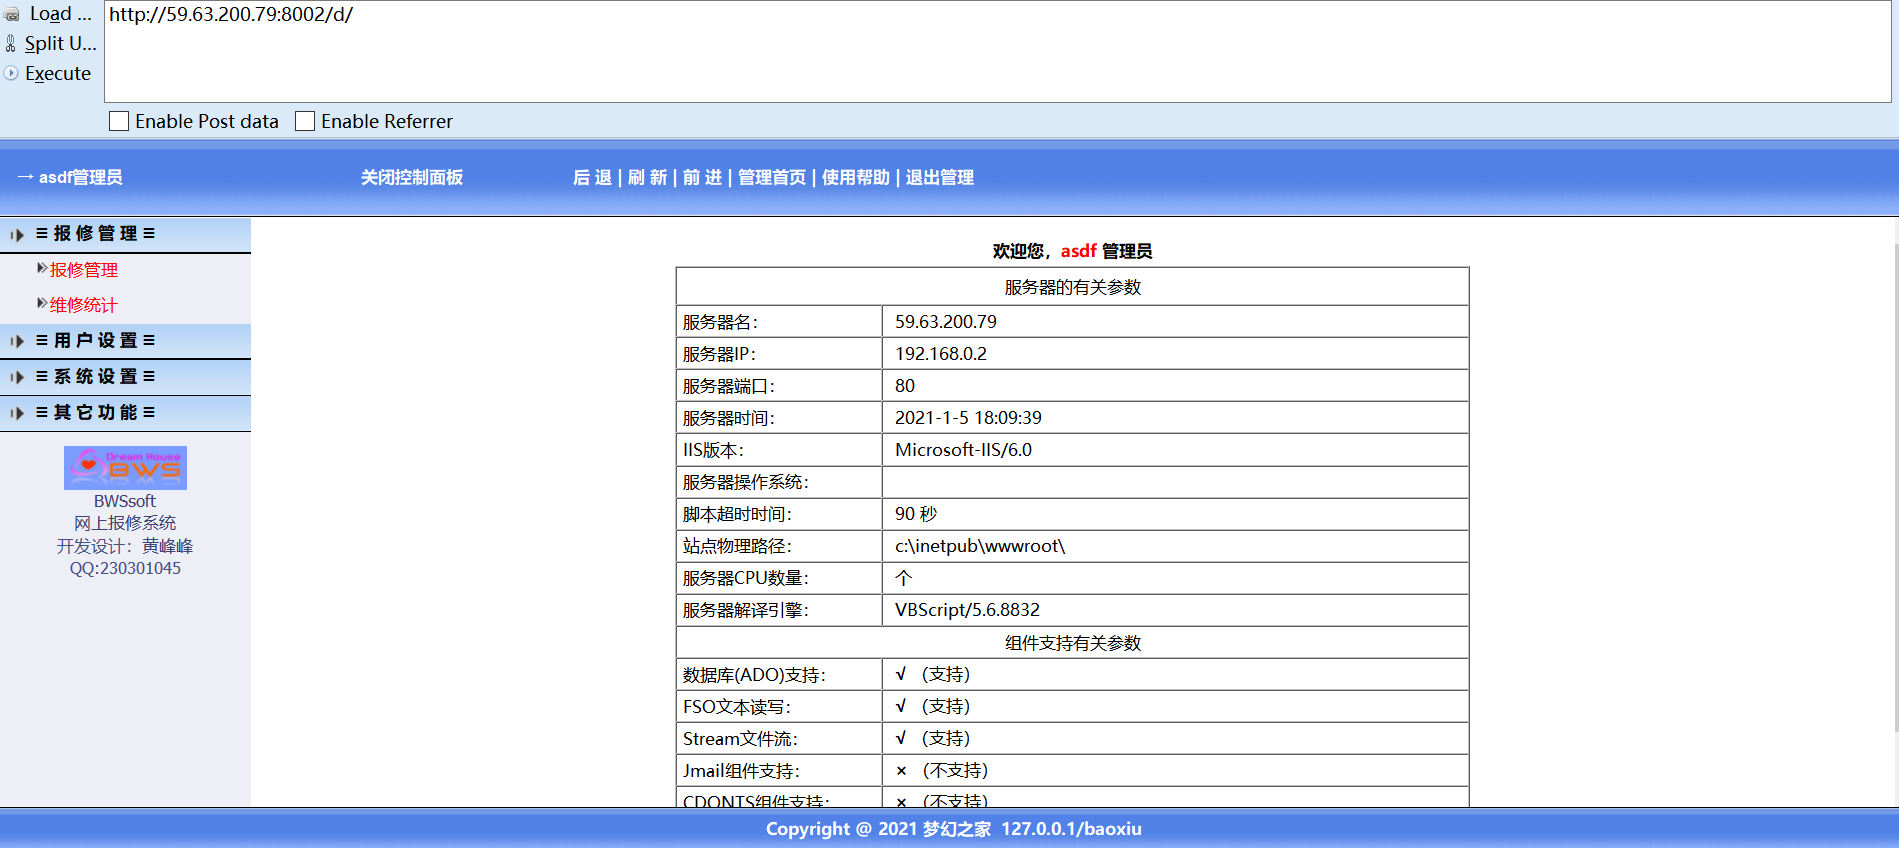 Load ...
http://59.63.200.79:8002/d/
Split U...
Execute
Enable Post data
Enable Referrer
→ asdf管理员
关闭控制面板
后 退 | 刷 新 | 前 进 | 管理首页 | 使用帮助 | 退出管理
≡ 报 修 管 理 ≡
报修管理
维修统计
≡ 用 户 设 置 ≡
≡ 系 统 设 置 ≡
≡ 其 它 功 能 ≡
Dream House
BWS
BWSsoft
网上报修系统
开发设计：黄峰峰
QQ:230301045
欢迎您，asdf 管理员
服务器的有关参数
服务器名： 59.63.200.79
服务器IP： 192.168.0.2
服务器端口： 80
服务器时间： 2021-1-5 18:09:39
IIS版本： Microsoft-IIS/6.0
服务器操作系统：
脚本超时时间： 90 秒
站点物理路径： c:\inetpub\wwwroot\
服务器CPU数量： 个
服务器解译引擎： VBScript/5.6.8832
组件支持有关参数
数据库(ADO)支持： √ （支持）
FSO文本读写： √ （支持）
Stream文件流： √ （支持）
Jmail组件支持： × （不支持）
CDONTS组件支持： × （不支持）
Copyright @ 2021 梦幻之家 127.0.0.1/baoxiu